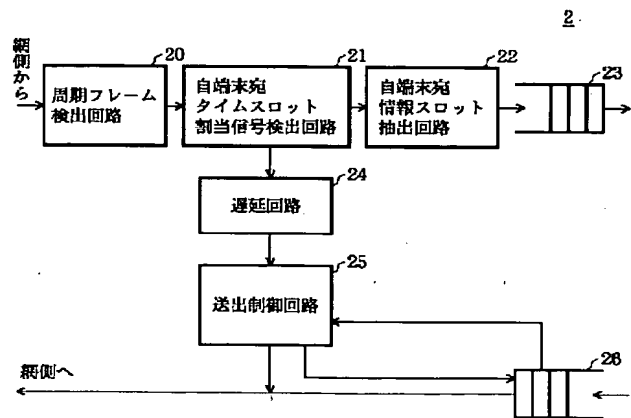 2
網側から
20
周期フレーム
検出回路
21
自端末宛
タイムスロット
割当信号検出回路
22
自端末宛
情報スロット
抽出回路
23
24
遅延回路
25
送出制御回路
26
網側へ